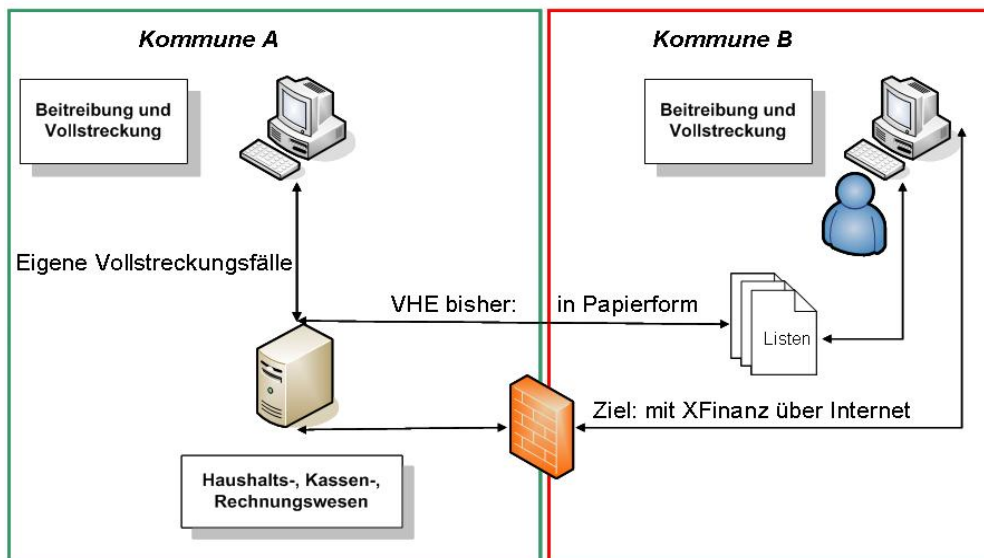 Kommune A
Kommune B
Beitreibung und
Vollstreckung
Beitreibung und
Vollstreckung
Eigene Vollstreckungsfälle
VHE bisher: in Papierform
Listen
Ziel: mit XFinanz über Internet
Haushalts-, Kassen-,
Rechnungswesen